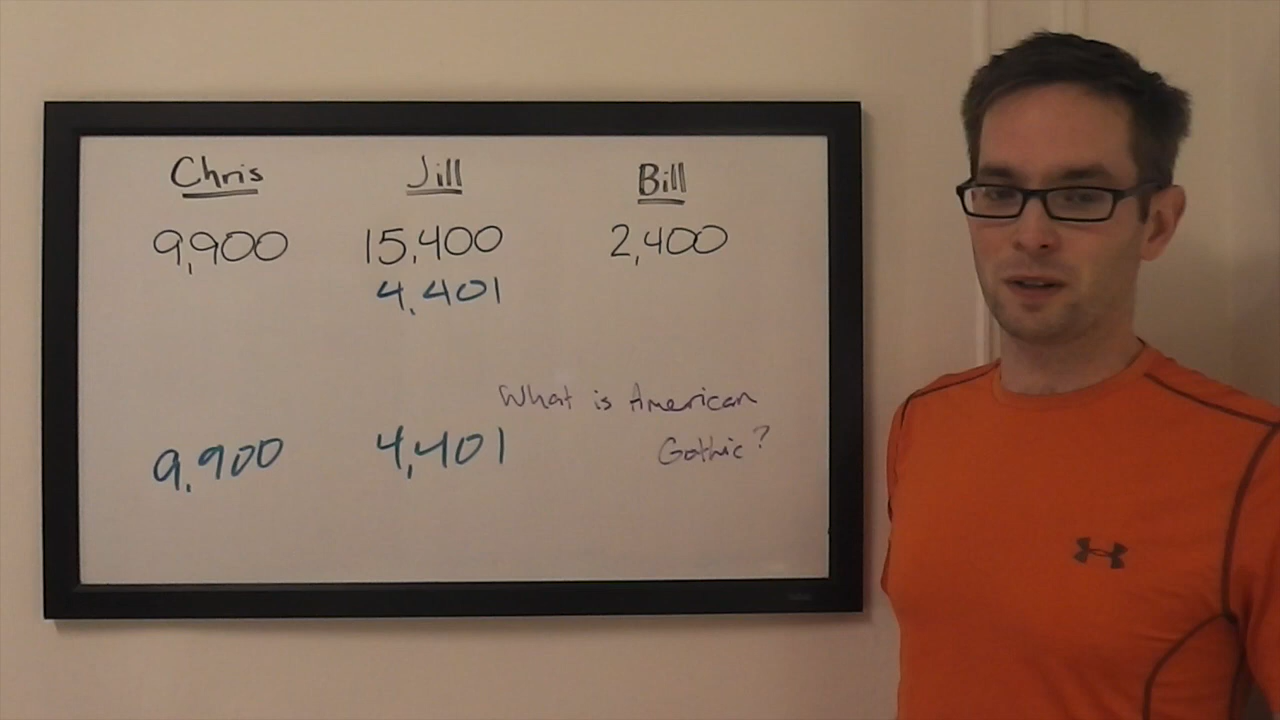 Chris Jill Bill
9,900 15,400 2,400
4,401
What is American
Gothic?
9,900 4,401